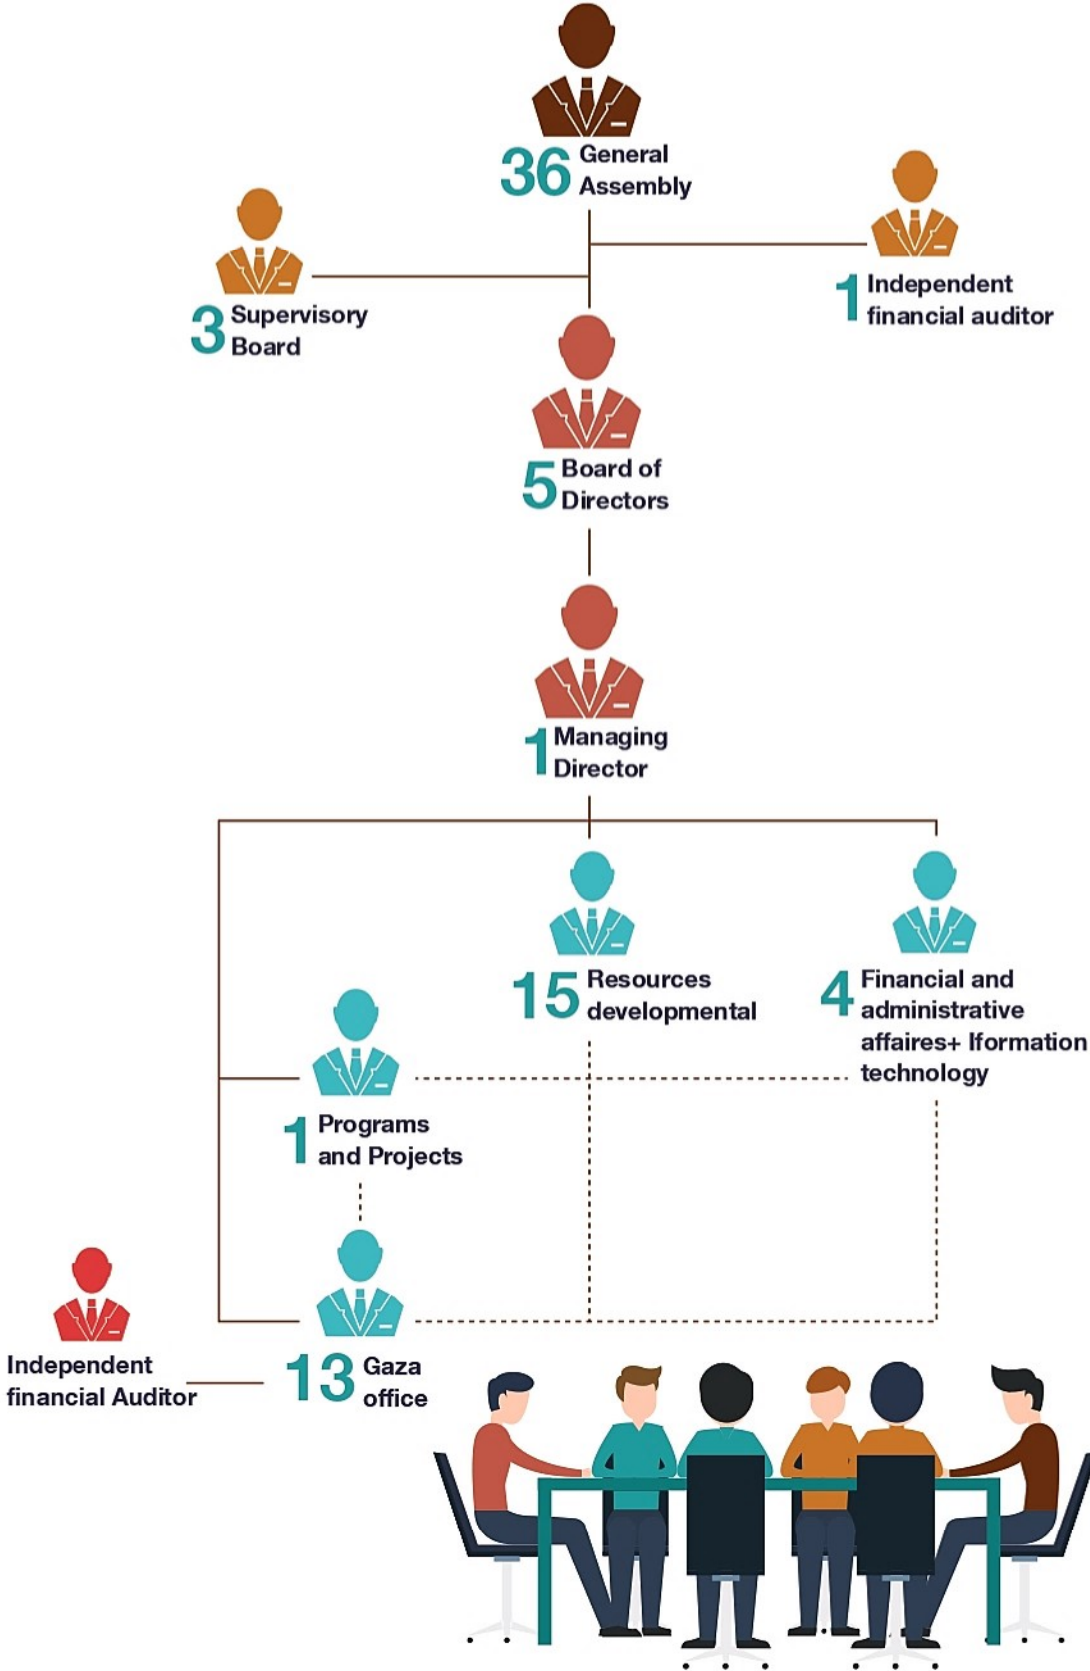 36 General
Assembly
1 Independent
financial auditor
3 Supervisory
Board
5 Board of
Directors
1 Managing
Director
15 Resources
developmental
4 Financial and
administrative
affaires+ Iformation
technology
1 Programs
and Projects
Independent
financial Auditor
13 Gaza
office